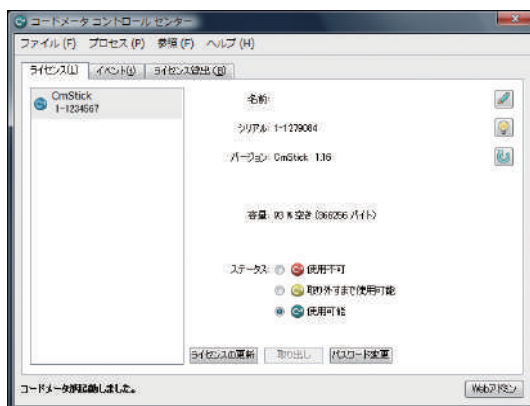 コードメータ コントロール センター
ファイル (F) プロセス (P) 参照 (F) ヘルプ (H)
ライセンス(L) イベント(v) ライセンス貸出(B)
CmStick
1-1234567
名前:
シリアル: 1-1279084
バージョン: CmStick 1.16
容量: 93 % 空き (366256 バイト)
ステータス: 使用不可
取り外すまで使用可能
使用可能
ライセンスの更新 取り出し パスワード変更
コードメータが起動しました。 Webアドミン